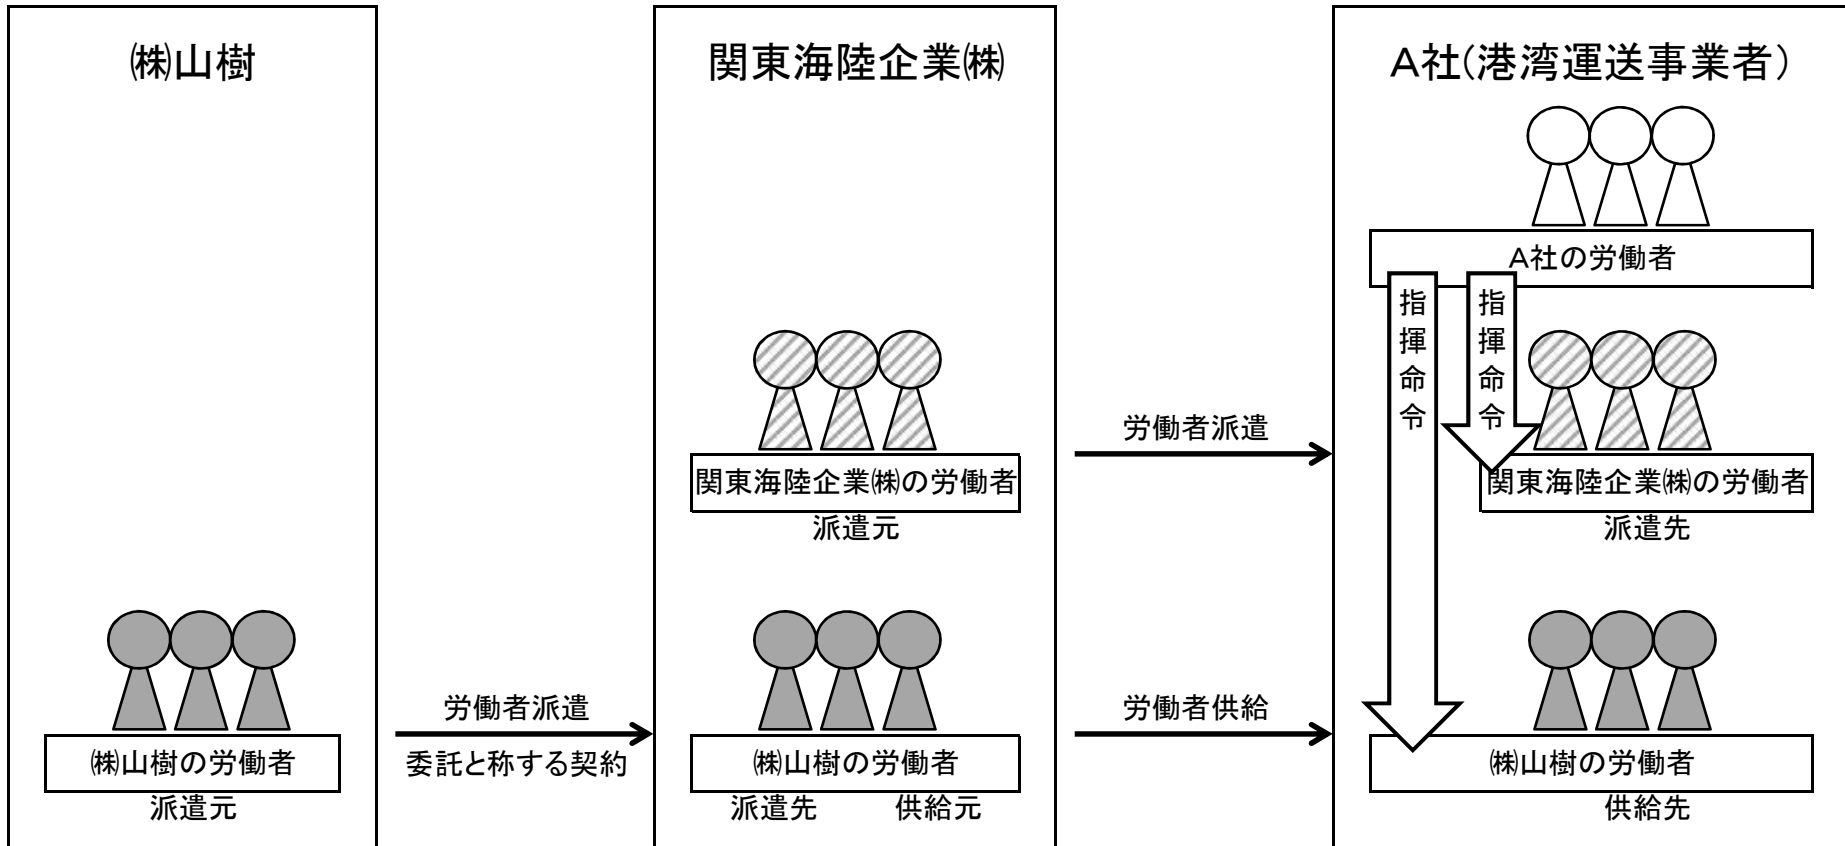 ㈱山樹
㈱山樹の労働者
派遣元
労働者派遣
委託と称する契約
関東海陸企業㈱
関東海陸企業㈱の労働者
派遣元
㈱山樹の労働者
派遣先 供給元
労働者派遣
労働者供給
A社(港湾運送事業者)
A社の労働者
指揮命令
指揮命令
関東海陸企業㈱の労働者
派遣先
㈱山樹の労働者
供給先